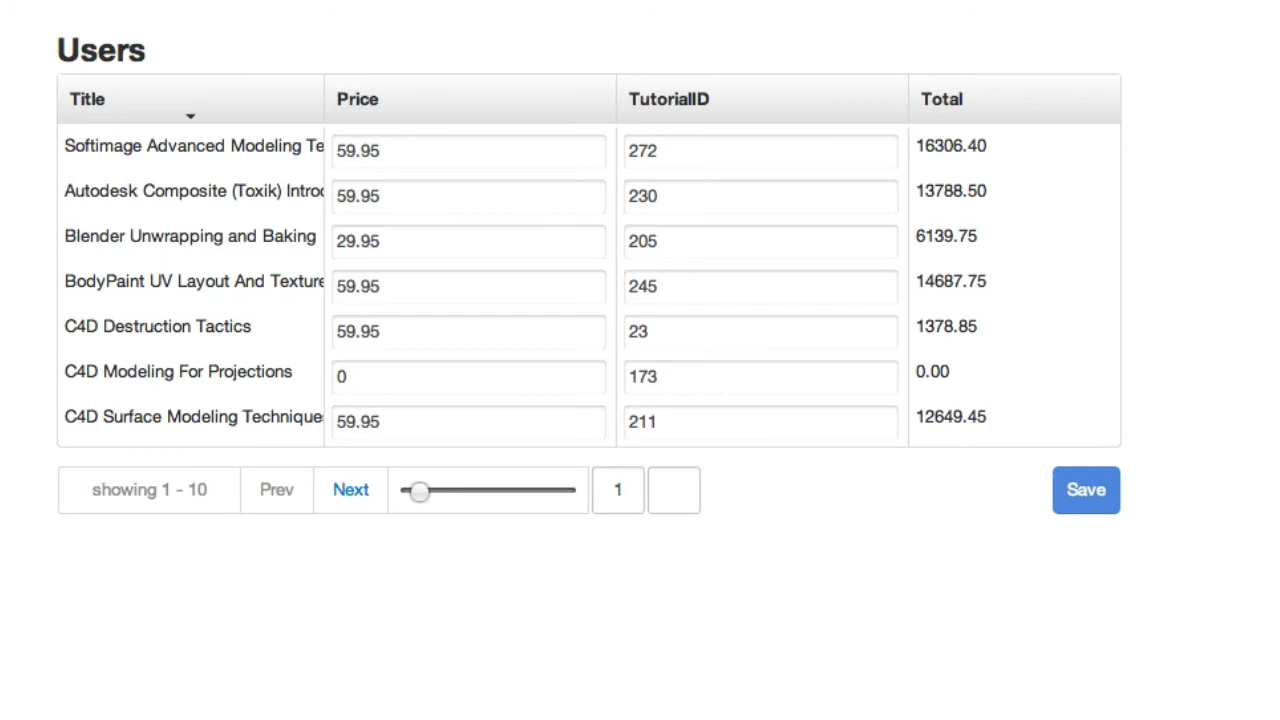 Users
Title Price TutorialID Total
Softimage Advanced Modeling Te 59.95 272 16306.40
Autodesk Composite (Toxik) Introd 59.95 230 13788.50
Blender Unwrapping and Baking 29.95 205 6139.75
BodyPaint UV Layout And Texture 59.95 245 14687.75
C4D Destruction Tactics 59.95 23 1378.85
C4D Modeling For Projections 0 173 0.00
C4D Surface Modeling Techniques 59.95 211 12649.45
showing 1 - 10 Prev Next 1 Save